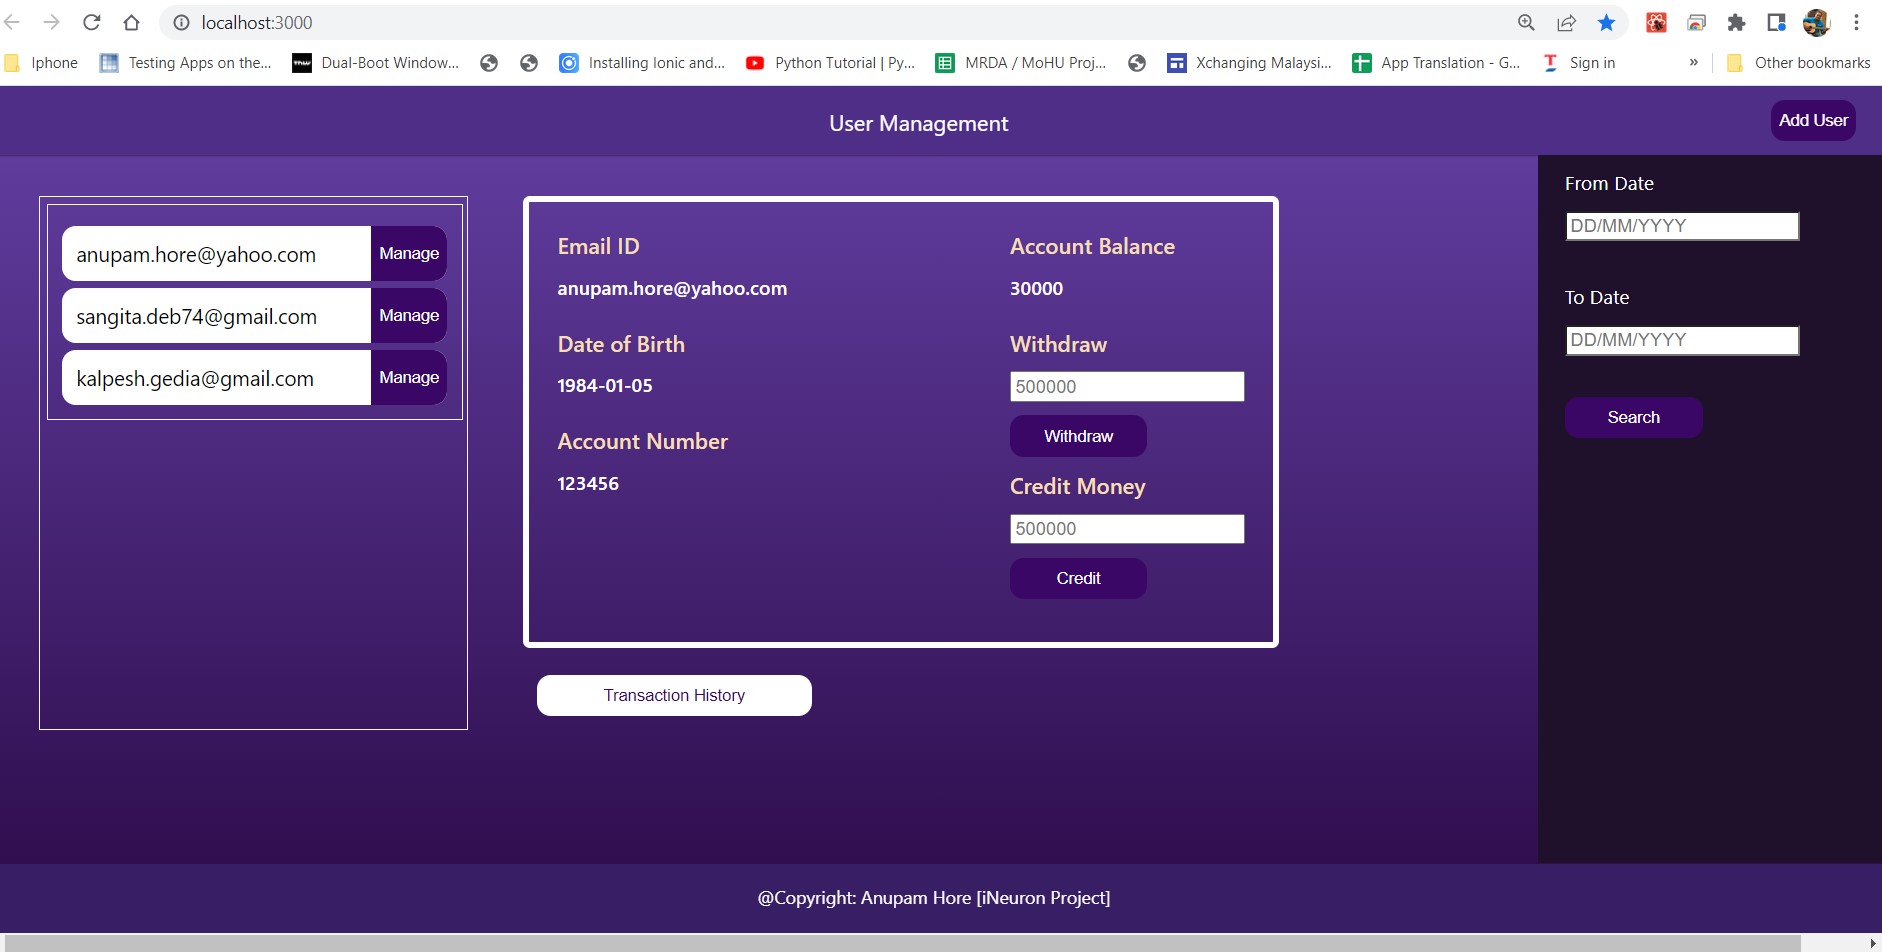 localhost:3000
Iphone
Testing Apps on the...
Dual-Boot Window...
Installing Ionic and...
Python Tutorial | Py...
MRDA / MoHU Proj...
Xchanging Malaysi...
App Translation - G...
Sign in
»
Other bookmarks
User Management
Add User
anupam.hore@yahoo.com
Manage
sangita.deb74@gmail.com
Manage
kalpesh.gedia@gmail.com
Manage
Email ID
anupam.hore@yahoo.com
Date of Birth
1984-01-05
Account Number
123456
Account Balance
30000
Withdraw
500000
Withdraw
Credit Money
500000
Credit
Transaction History
From Date
DD/MM/YYYY
To Date
DD/MM/YYYY
Search
@Copyright: Anupam Hore [iNeuron Project]